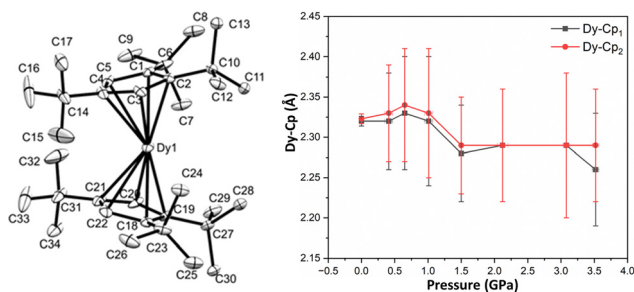 C8
C13
C9
C6
C17
C1
C10
C5
C16
C4
C2
C11
C3
C12
C14
C7
C15
Dy1
C32
C24
C21
C20
C29
C28
C31
C19
C33
C22
C27
C34
C18
C23
C26
C25
C30
2.45
2.40
2.35
2.30
2.25
2.20
2.15
Dy-Cp (Å)
Dy-Cp1
Dy-Cp2
−0.5 0.0 0.5 1.0 1.5 2.0 2.5 3.0 3.5 4.0
Pressure (GPa)